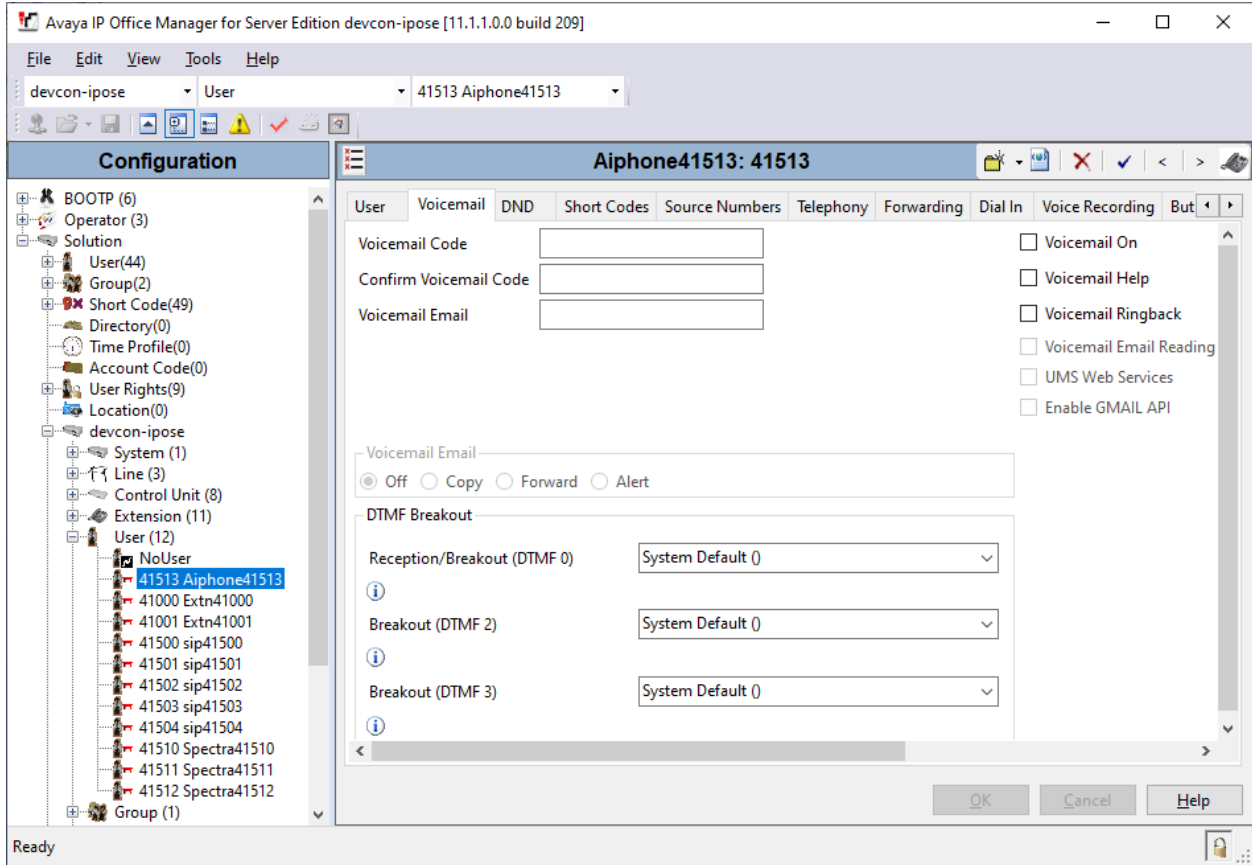 Avaya IP Office Manager for Server Edition devcon-ipose [11.1.1.0.0 build 209]
File Edit View Tools Help
devcon-ipose User 41513 Aiphone41513
Configuration
BOOTP (6)
Operator (3)
Solution
User(44)
Group(2)
Short Code(49)
Directory(0)
Time Profile(0)
Account Code(0)
User Rights(9)
Location(0)
devcon-ipose
System (1)
Line (3)
Control Unit (8)
Extension (11)
User (12)
NoUser
41513 Aiphone41513
41000 Extn41000
41001 Extn41001
41500 sip41500
41501 sip41501
41502 sip41502
41503 sip41503
41504 sip41504
41510 Spectra41510
41511 Spectra41511
41512 Spectra41512
Group (1)
Aiphone41513: 41513
User Voicemail DND Short Codes Source Numbers Telephony Forwarding Dial In Voice Recording But
Voicemail Code
Confirm Voicemail Code
Voicemail Email
Voicemail On
Voicemail Help
Voicemail Ringback
Voicemail Email Reading
UMS Web Services
Enable GMAIL API
Voicemail Email
Off Copy Forward Alert
DTMF Breakout
Reception/Breakout (DTMF 0) System Default ()
Breakout (DTMF 2) System Default ()
Breakout (DTMF 3) System Default ()
OK Cancel Help
Ready